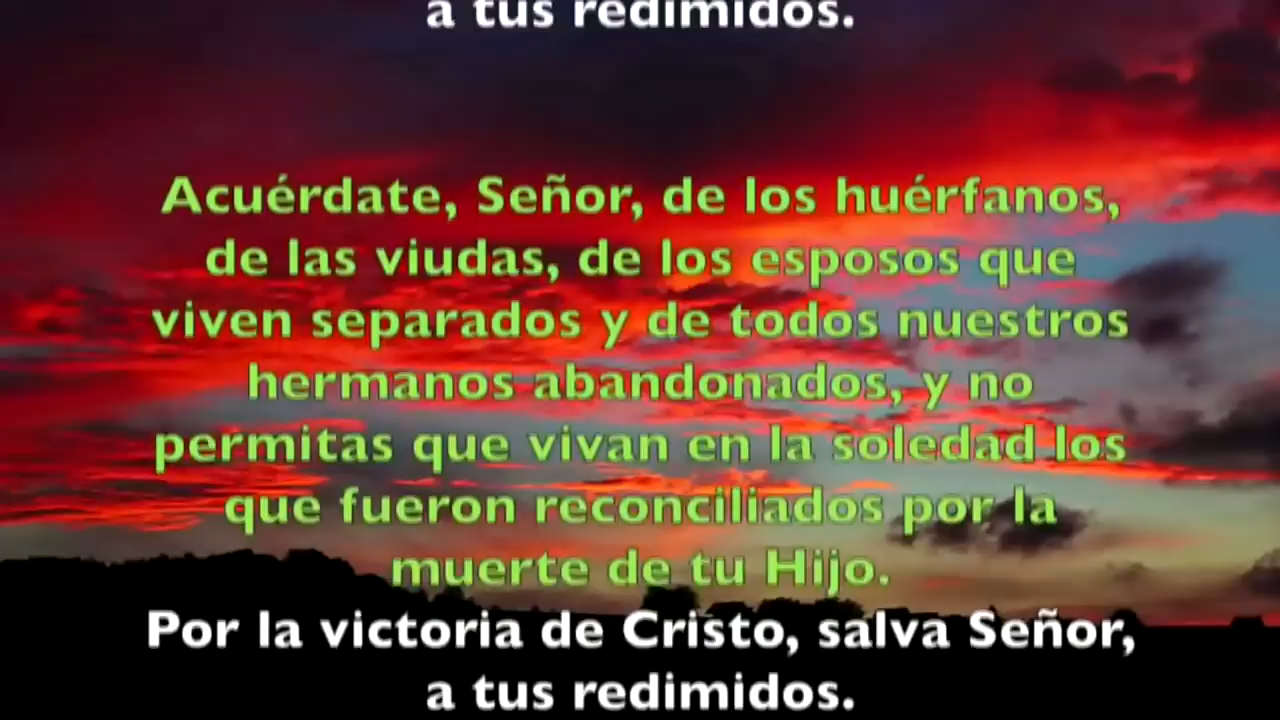 a tus redimidos.
Acuérdate, Señor, de los huérfanos,
de las viudas, de los esposos que
viven separados y de todos nuestros
hermanos abandonados, y no
permitas que vivan en la soledad los
que fueron reconciliados por la
muerte de tu Hijo.
Por la victoria de Cristo, salva Señor,
a tus redimidos.